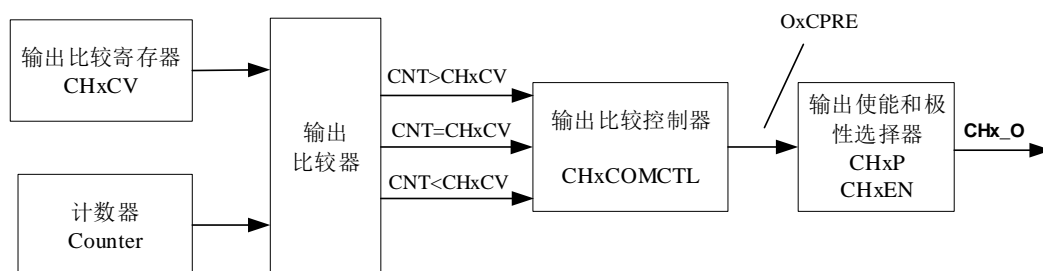 OxCPRE
输出比较寄存器
CHxCV
计数器
Counter
输出
比较器
CNT>CHxCV
CNT=CHxCV
CNT<CHxCV
输出比较控制器
CHxCOMCTL
输出使能和极
性选择器
CHxP
CHxEN
CHx_O